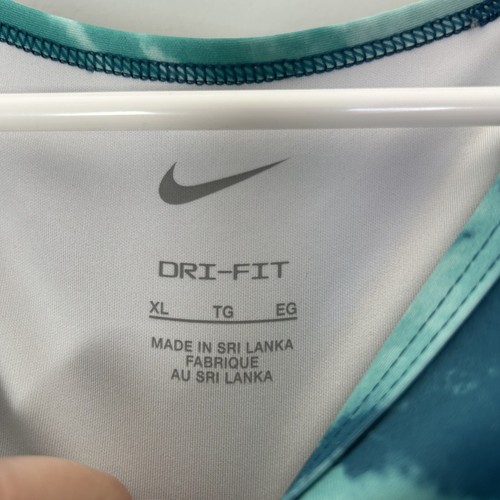 DRI-FIT
XL TG EG
MADE IN SRI LANKA
FABRIQUE
AU SRI LANKA